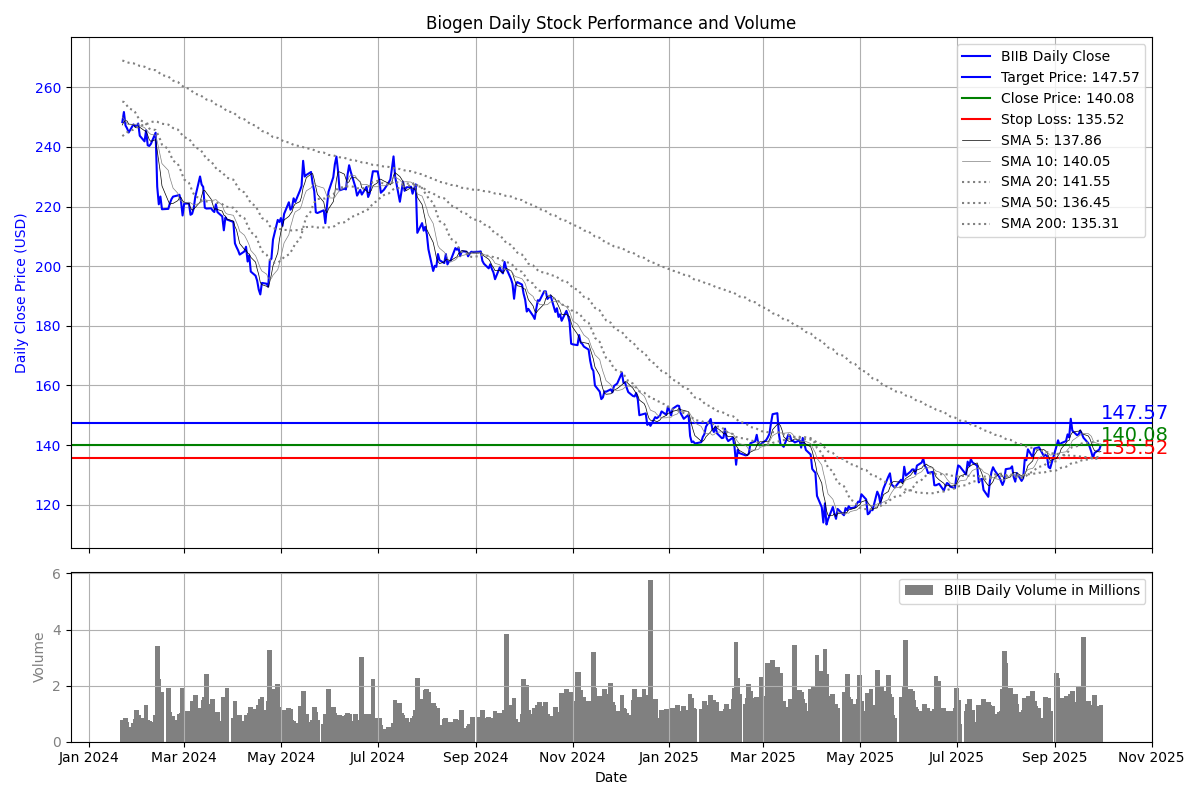 Biogen Daily Stock Performance and Volume
Daily Close Price (USD)
260
240
220
200
180
160
140
120
BIIB Daily Close
Target Price: 147.57
Close Price: 140.08
Stop Loss: 135.52
SMA 5: 137.86
SMA 10: 140.05
SMA 20: 141.55
SMA 50: 136.45
SMA 200: 135.31
147.57
140.08
135.52
Volume
6
4
2
0
BIIB Daily Volume in Millions
Jan 2024 Mar 2024 May 2024 Jul 2024 Sep 2024 Nov 2024 Jan 2025 Mar 2025 May 2025 Jul 2025 Sep 2025 Nov 2025
Date